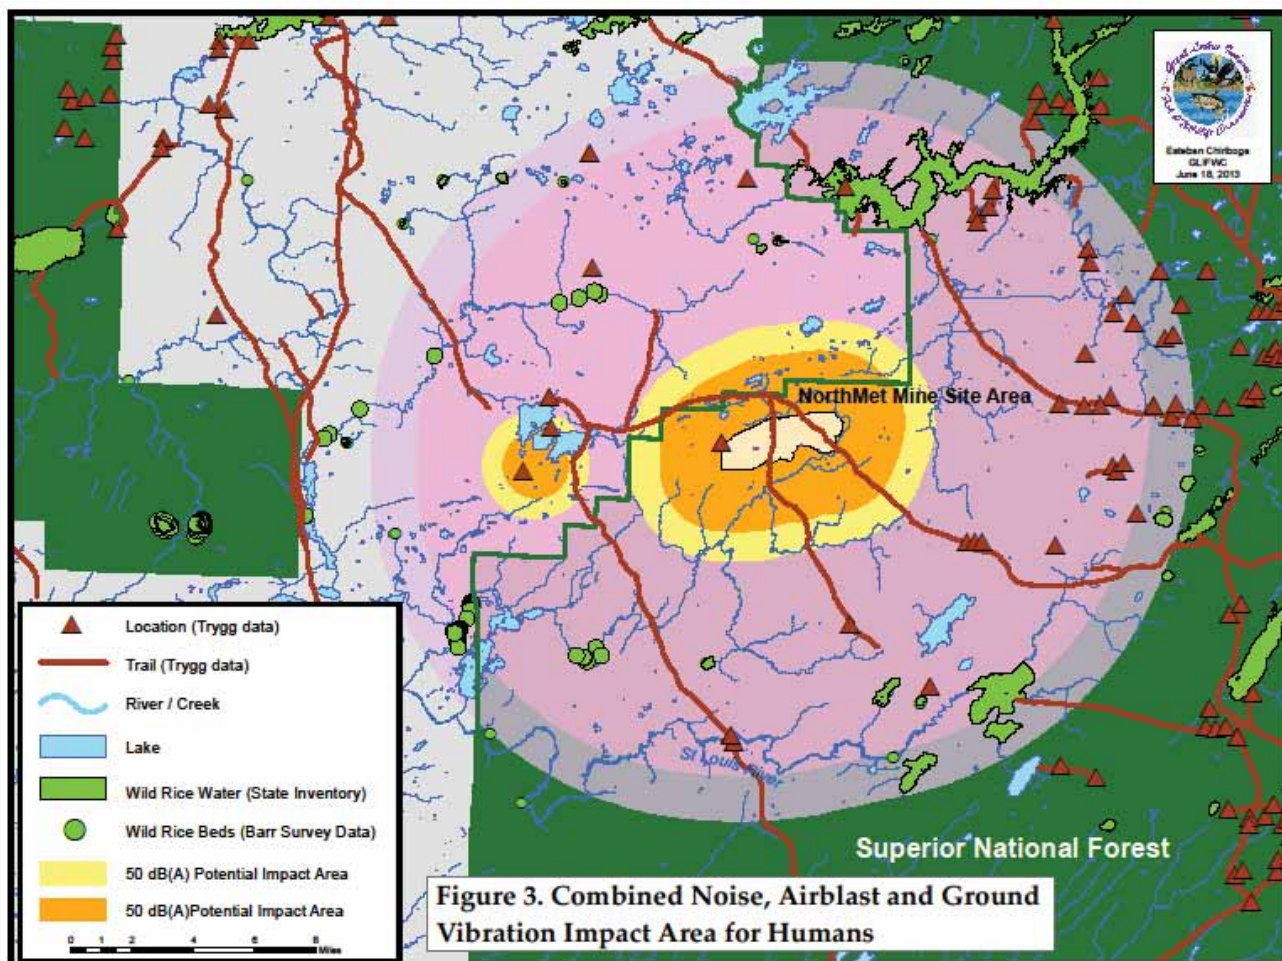 Esteban Chiriboga
GLIFWC
June 18, 2013
NorthMet Mine Site Area
St Louis River
Superior National Forest
Location (Trygg data)
Trail (Trygg data)
River / Creek
Lake
Wild Rice Water (State Inventory)
Wild Rice Beds (Barr Survey Data)
50 dB(A) Potential Impact Area
50 dB(A)Potential Impact Area
0 1 2 4 6 8
Miles
Figure 3. Combined Noise, Airblast and Ground
Vibration Impact Area for Humans